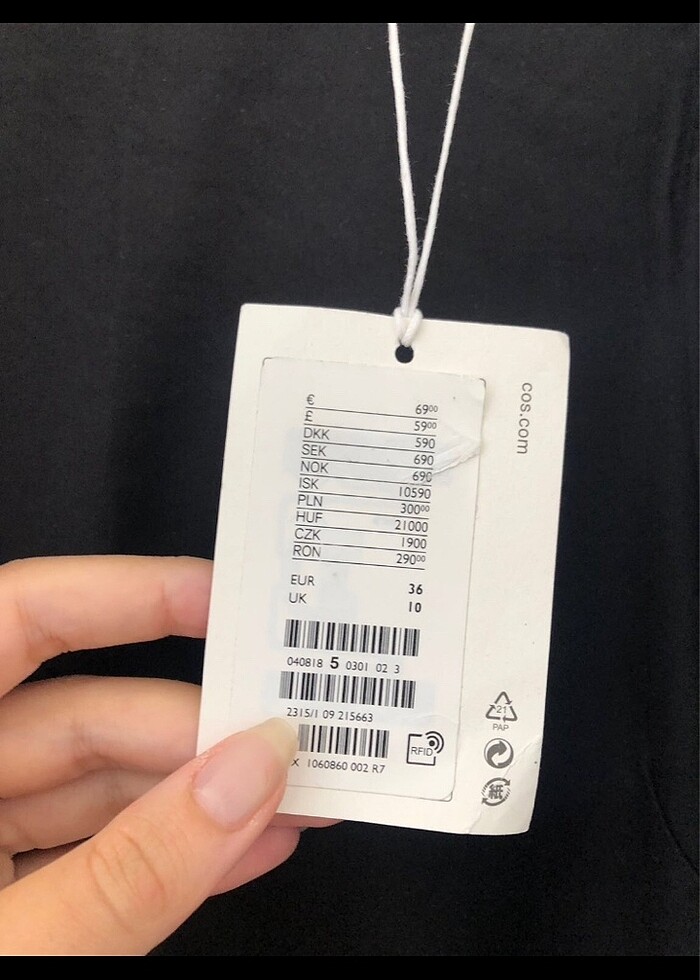 cos.com
€ 69⁰⁰
£ 59⁰⁰
DKK 590
SEK 690
NOK 690
ISK 10590
PLN 300⁰⁰
HUF 21000
CZK 1900
RON 290⁰⁰
EUR 36
UK 10
040818 5 0301 02 3
2315/1 09 215663
X 1060860 002 R7
RFID
21
PAP
紙